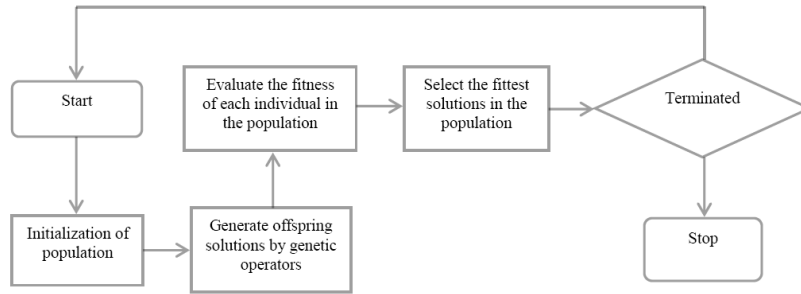 Start
Initialization of
population
Generate offspring
solutions by genetic
operators
Evaluate the fitness
of each individual in
the population
Select the fittest
solutions in the
population
Terminated
Stop